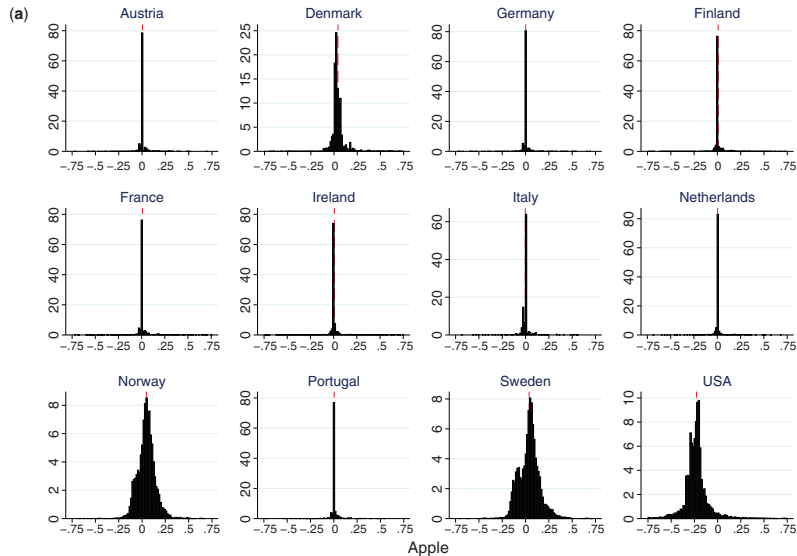 (a)
Austria Denmark Germany Finland
80 60 40 20 0
25 20 15 10 5 0
80 60 40 20 0
80 60 40 20 0
-.75 -.5 -.25 0 .25 .5 .75 -.75 -.5 -.25 0 .25 .5 .75 -.75 -.5 -.25 0 .25 .5 .75 -.75 -.5 -.25 0 .25 .5 .75
France Ireland Italy Netherlands
80 60 40 20 0
80 60 40 20 0
60 40 20 0
80 60 40 20 0
-.75 -.5 -.25 0 .25 .5 .75 -.75 -.5 -.25 0 .25 .5 .75 -.75 -.5 -.25 0 .25 .5 .75 -.75 -.5 -.25 0 .25 .5 .75
Norway Portugal Sweden USA
8 6 4 2 0
80 60 40 20 0
8 6 4 2 0
10 8 6 4 2 0
-.75 -.5 -.25 0 .25 .5 .75 -.75 -.5 -.25 0 .25 .5 .75 -.75 -.5 -.25 0 .25 .5 .75 -.75 -.5 -.25 0 .25 .5 .75
Apple